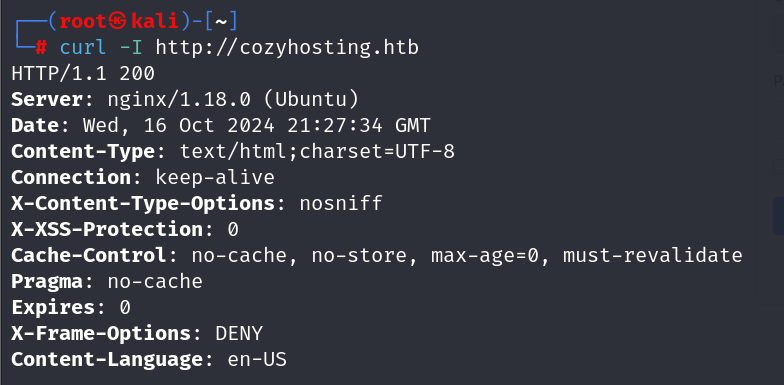 ┌──(root㉿kali)-[~]
└─# curl -I http://cozyhosting.htb
HTTP/1.1 200
Server: nginx/1.18.0 (Ubuntu)
Date: Wed, 16 Oct 2024 21:27:34 GMT
Content-Type: text/html;charset=UTF-8
Connection: keep-alive
X-Content-Type-Options: nosniff
X-XSS-Protection: 0
Cache-Control: no-cache, no-store, max-age=0, must-revalidate
Pragma: no-cache
Expires: 0
X-Frame-Options: DENY
Content-Language: en-US